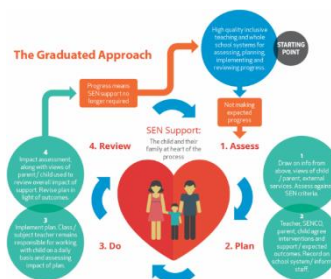 The Graduated Approach
High quality inclusive
teaching and whole
school systems for
assessing, planning,
implementing and
reviewing progress.
STARTING
POINT
Progress means
SEN support no
longer required
Not making
expected
progress
SEN Support:
The child and their
family at heart of the
process
4. Review
1. Assess
4
Impact assessment,
along with views of
parent / child used to
review overall impact of
support. Revise plan in
light of outcomes.
1
Draw on info from
above, views of child /
parent, external
services. Assess against
SEN criteria.
3
Implement plan. Class /
subject teacher remains
responsible for working
with child on a daily
basis and assessing
impact of plan.
3. Do
2. Plan
Teacher, SENCO,
parent, child agree
interventions and
support / expected
outcomes. Record on
school system / inform
staff.